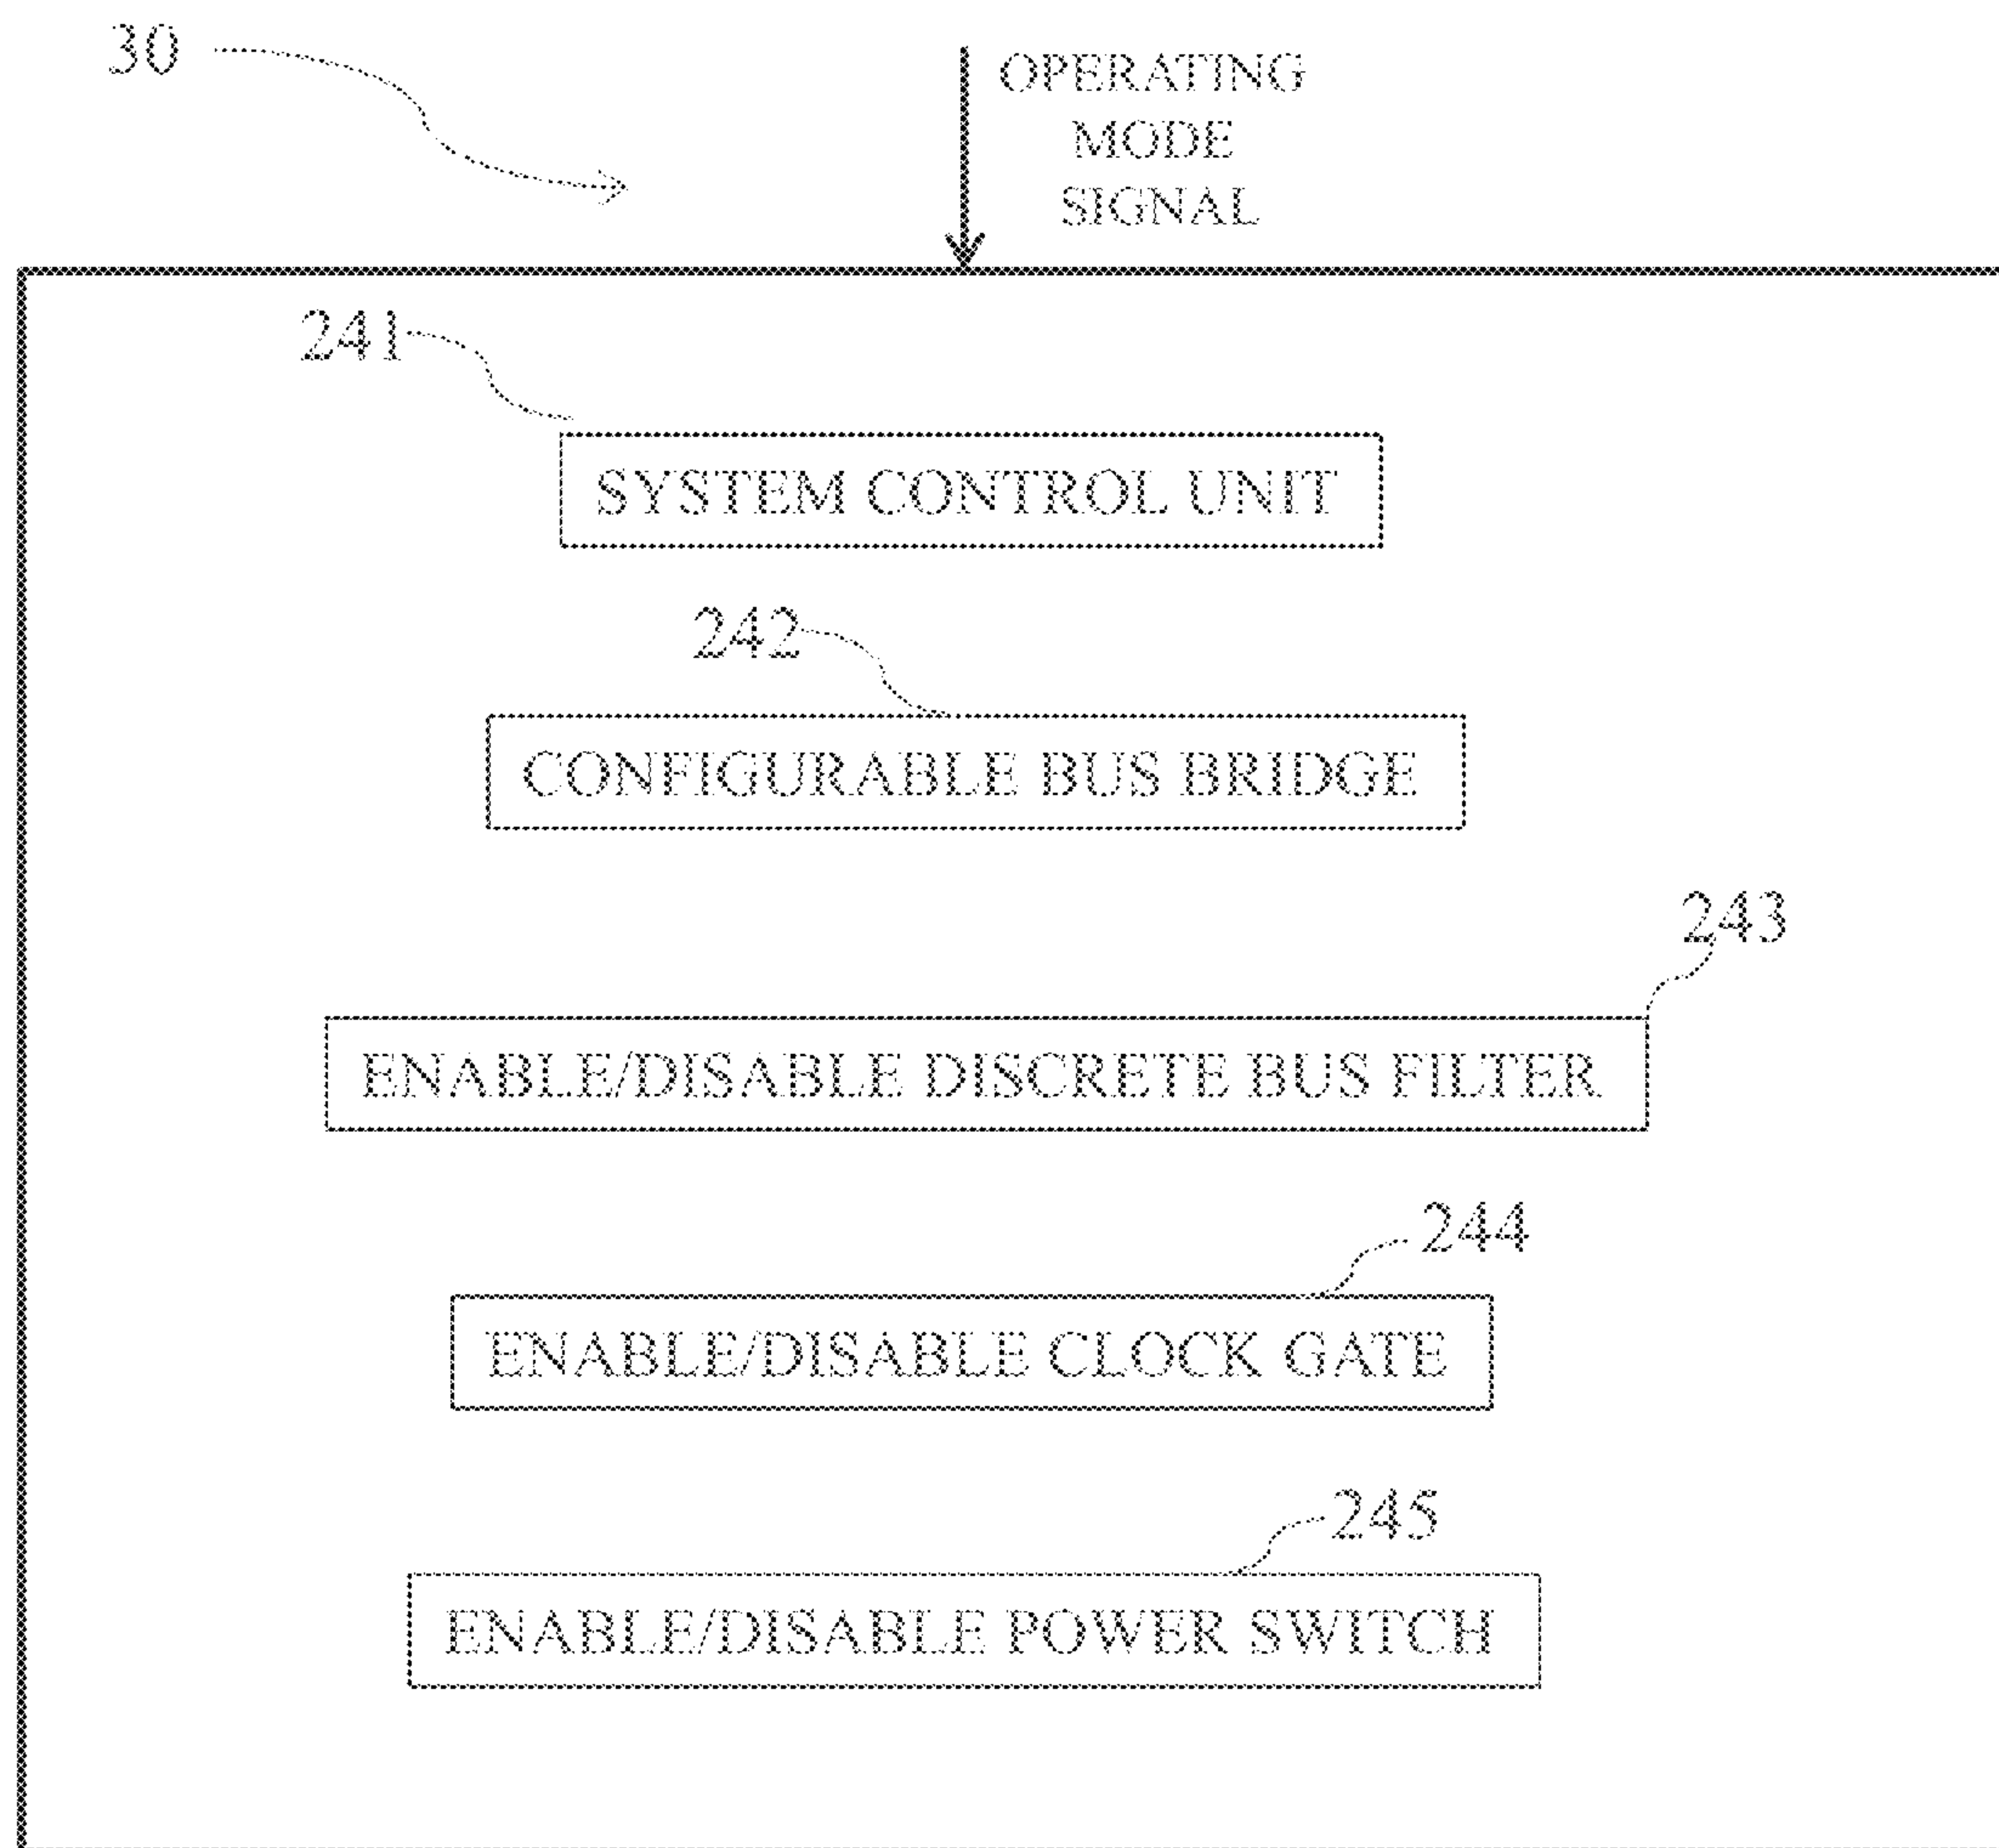 30
OPERATING
MODE
SIGNAL
241
SYSTEM CONTROL UNIT
242
CONFIGURABLE BUS BRIDGE
243
ENABLE/DISABLE DISCRETE BUS FILTER
244
ENABLE/DISABLE CLOCK GATE
245
ENABLE/DISABLE POWER SWITCH